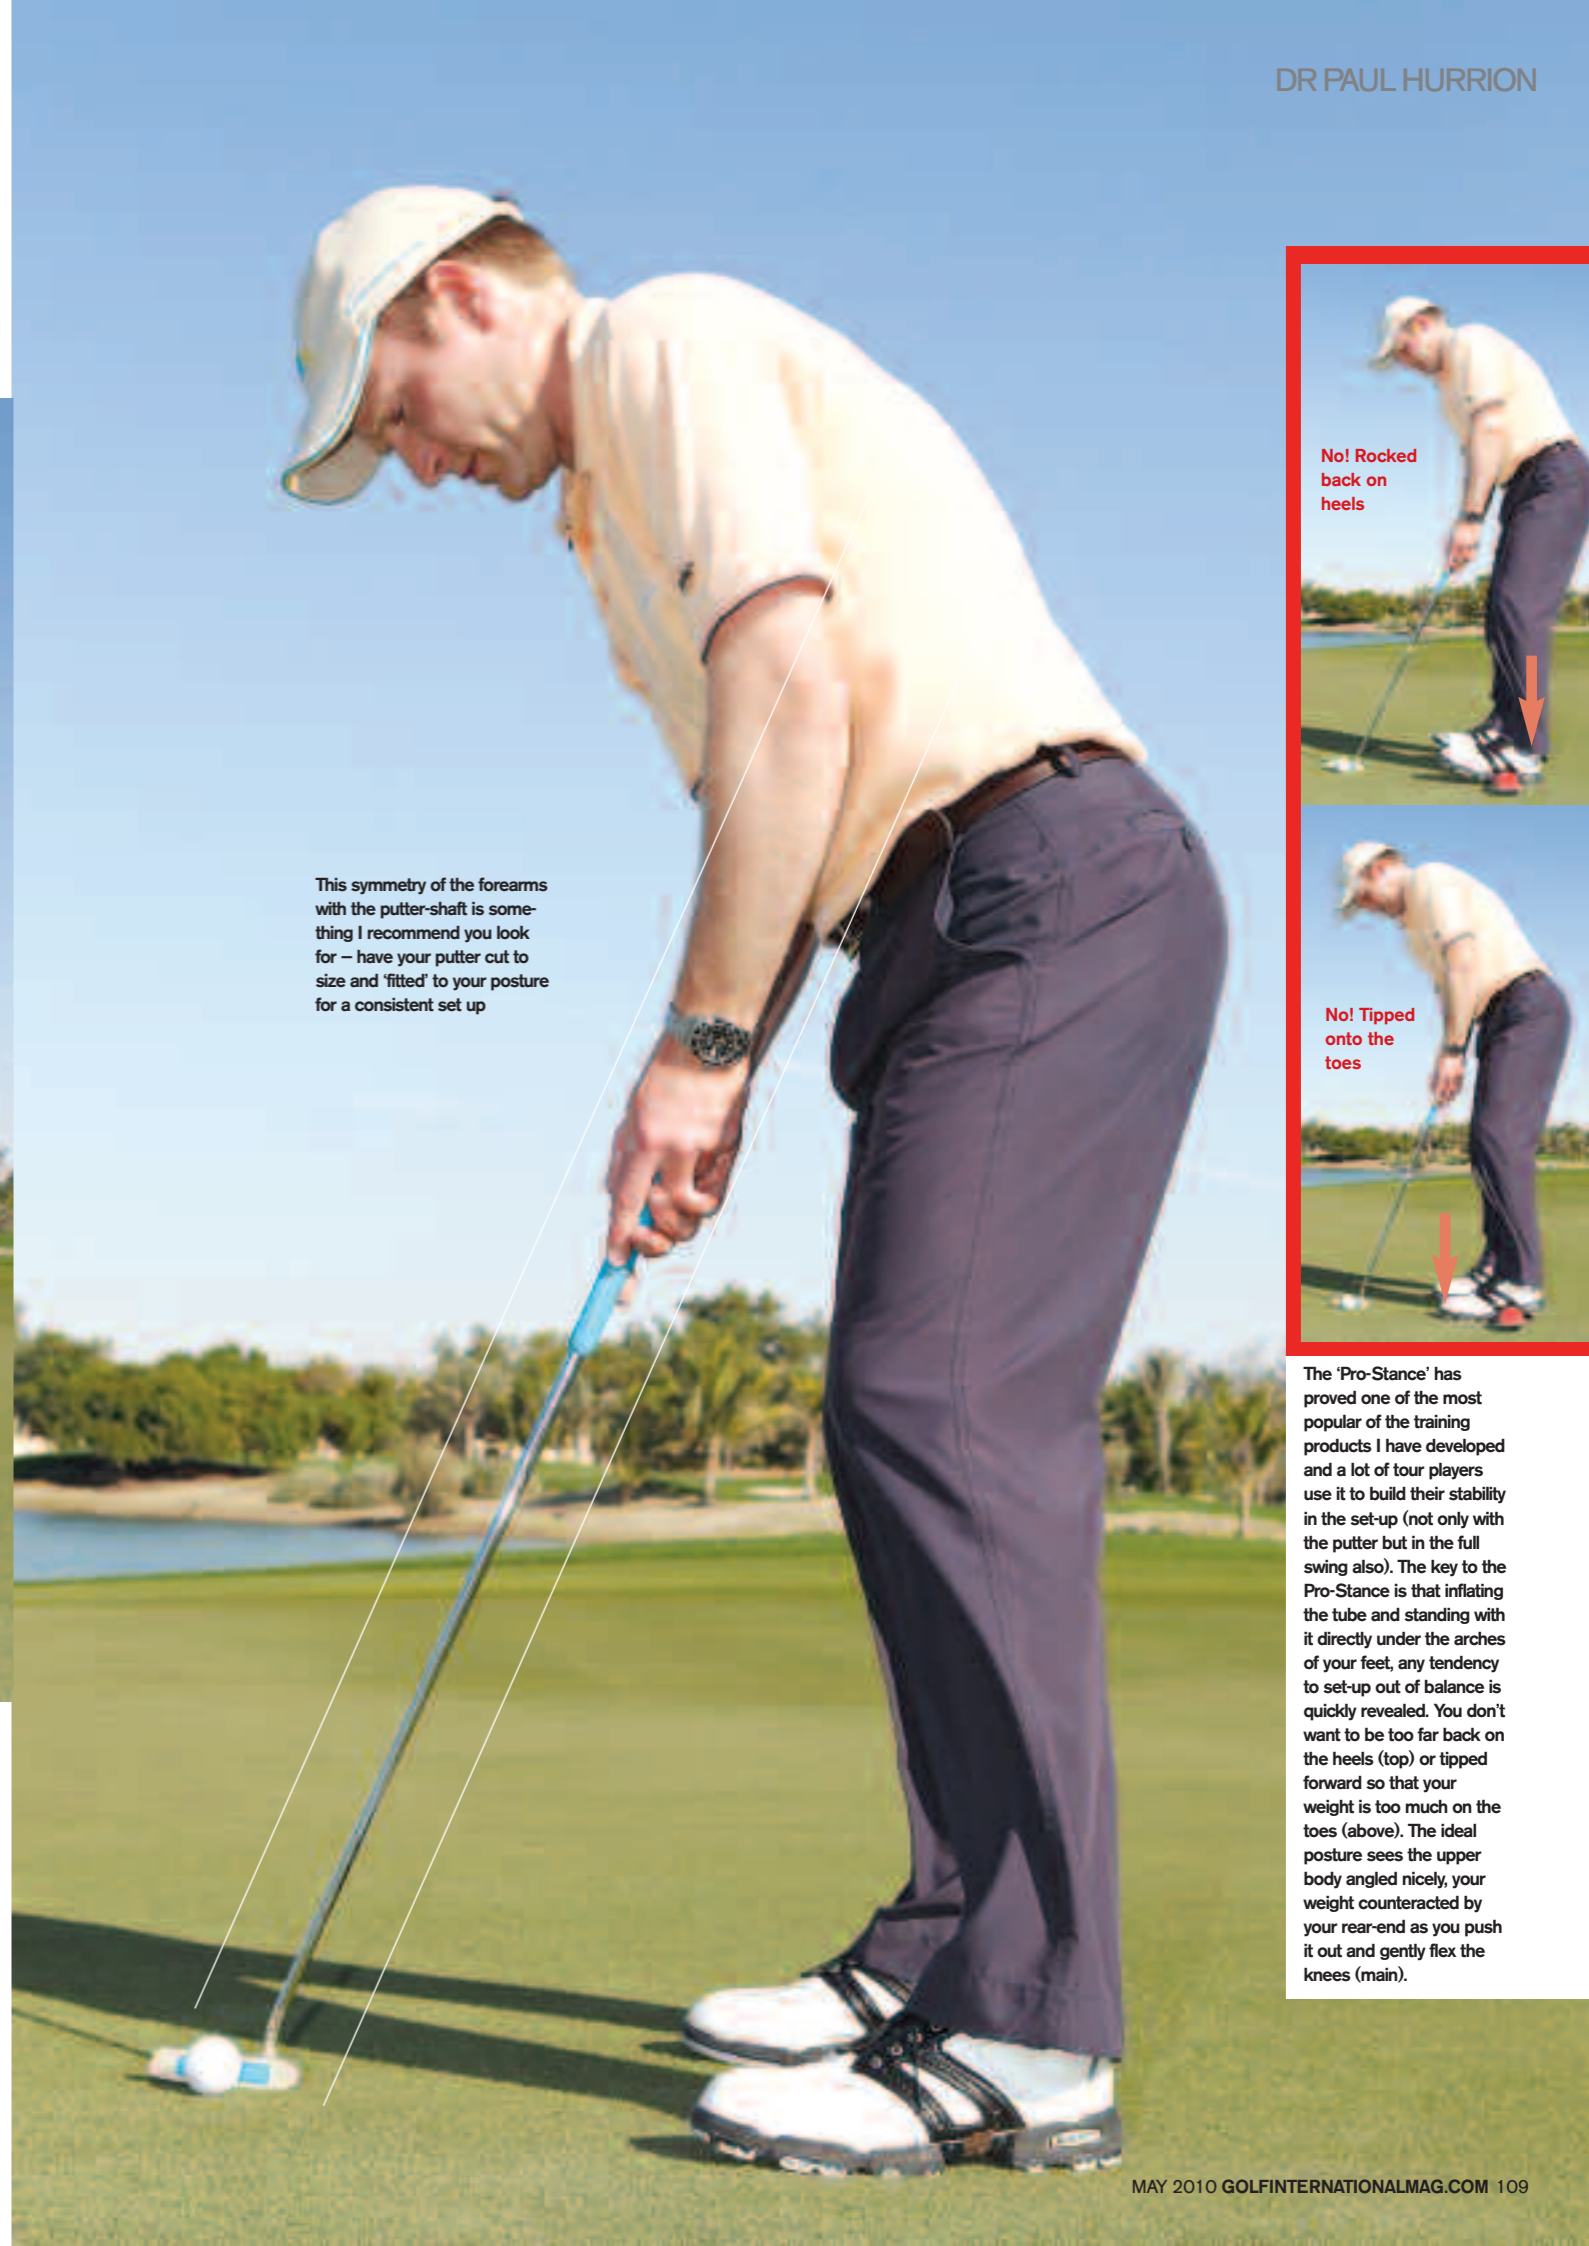 DR PAUL HURRION
No! Rocked
back on
heels
This symmetry of the forearms
with the putter-shaft is some-
thing I recommend you look
for – have your putter cut to
size and ‘fitted’ to your posture
for a consistent set up
No! Tipped
onto the
toes
The ‘Pro-Stance’ has
proved one of the most
popular of the training
products I have developed
and a lot of tour players
use it to build their stability
in the set-up (not only with
the putter but in the full
swing also). The key to the
Pro-Stance is that inflating
the tube and standing with
it directly under the arches
of your feet, any tendency
to set-up out of balance is
quickly revealed. You don’t
want to be too far back on
the heels (top) or tipped
forward so that your
weight is too much on the
toes (above). The ideal
posture sees the upper
body angled nicely, your
weight counteracted by
your rear-end as you push
it out and gently flex the
knees (main).
MAY 2010 GOLFINTERNATIONALMAG.COM 109